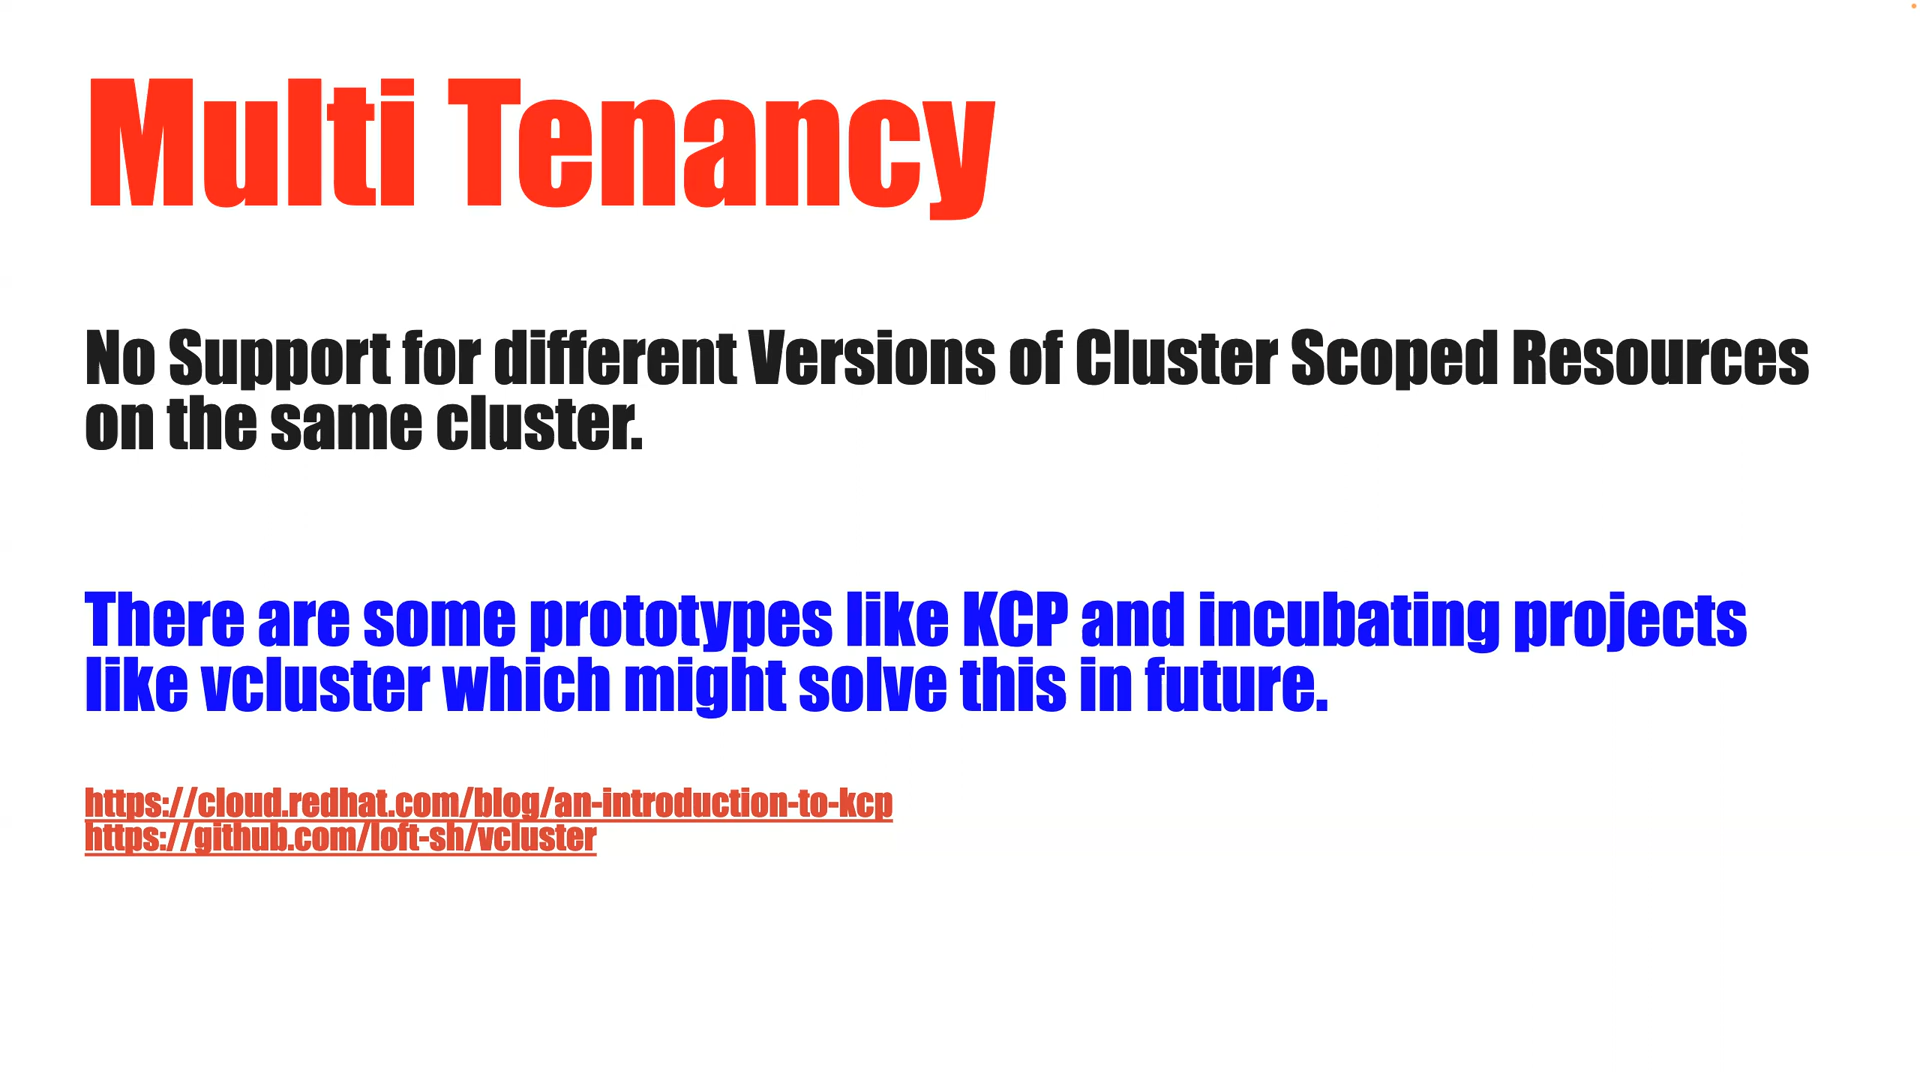 Multi Tenancy
No Support for different Versions of Cluster Scoped Resources
on the same cluster.
There are some prototypes like KCP and incubating projects
like vcluster which might solve this in future.
https://cloud.redhat.com/blog/an-introduction-to-kcp
https://github.com/loft-sh/vcluster